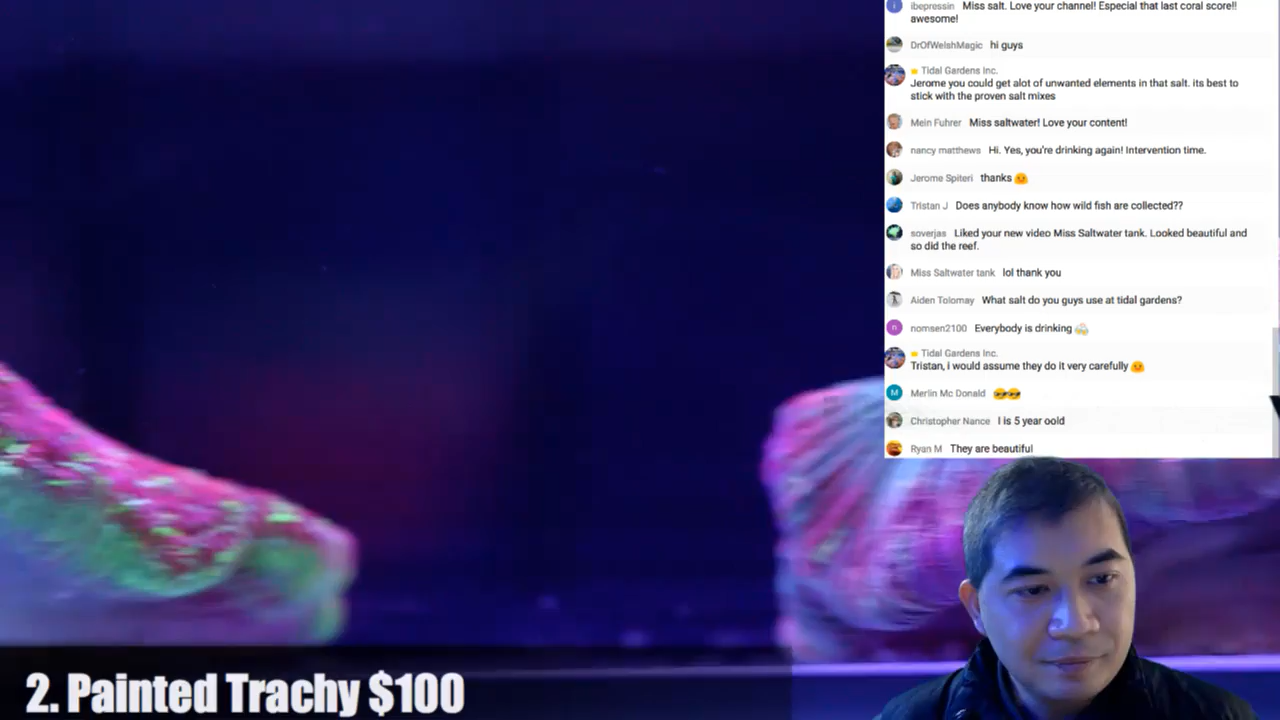 ibepressin Miss salt. Love your channel! Especial that last coral score!!
awesome!
DrOfWelshMagic hi guys
Tidal Gardens Inc.
Jerome you could get alot of unwanted elements in that salt. its best to
stick with the proven salt mixes
Mein Fuhrer Miss saltwater! Love your content!
nancy matthews Hi. Yes, you're drinking again! Intervention time.
Jerome Spiteri thanks
Tristan J Does anybody know how wild fish are collected??
soverjas Liked your new video Miss Saltwater tank. Looked beautiful and
so did the reef.
Miss Saltwater tank lol thank you
Aiden Tolomay What salt do you guys use at tidal gardens?
n nomsen2100 Everybody is drinking
Tidal Gardens Inc.
Tristan, i would assume they do it very carefully
M Merlin Mc Donald
Christopher Nance I is 5 year oold
Ryan M They are beautiful
2. Painted Trachy $100